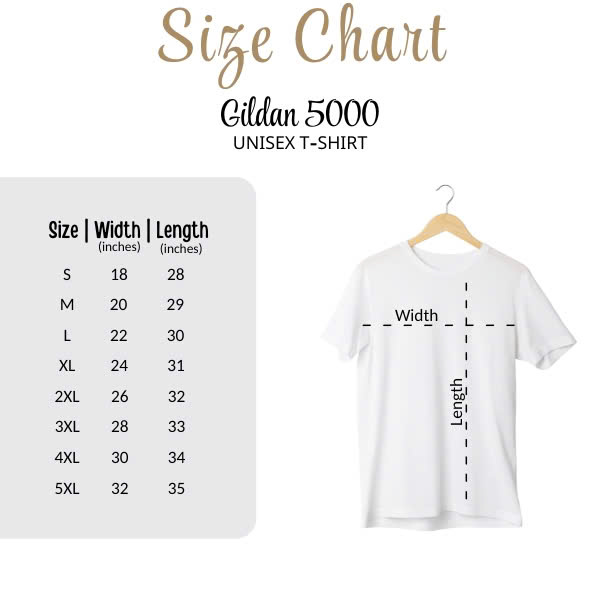 Size Chart
Gildan 5000
UNISEX T-SHIRT
Size | Width | Length
(inches) (inches)
S 18 28
M 20 29
L 22 30
XL 24 31
2XL 26 32
3XL 28 33
4XL 30 34
5XL 32 35
Width
Length